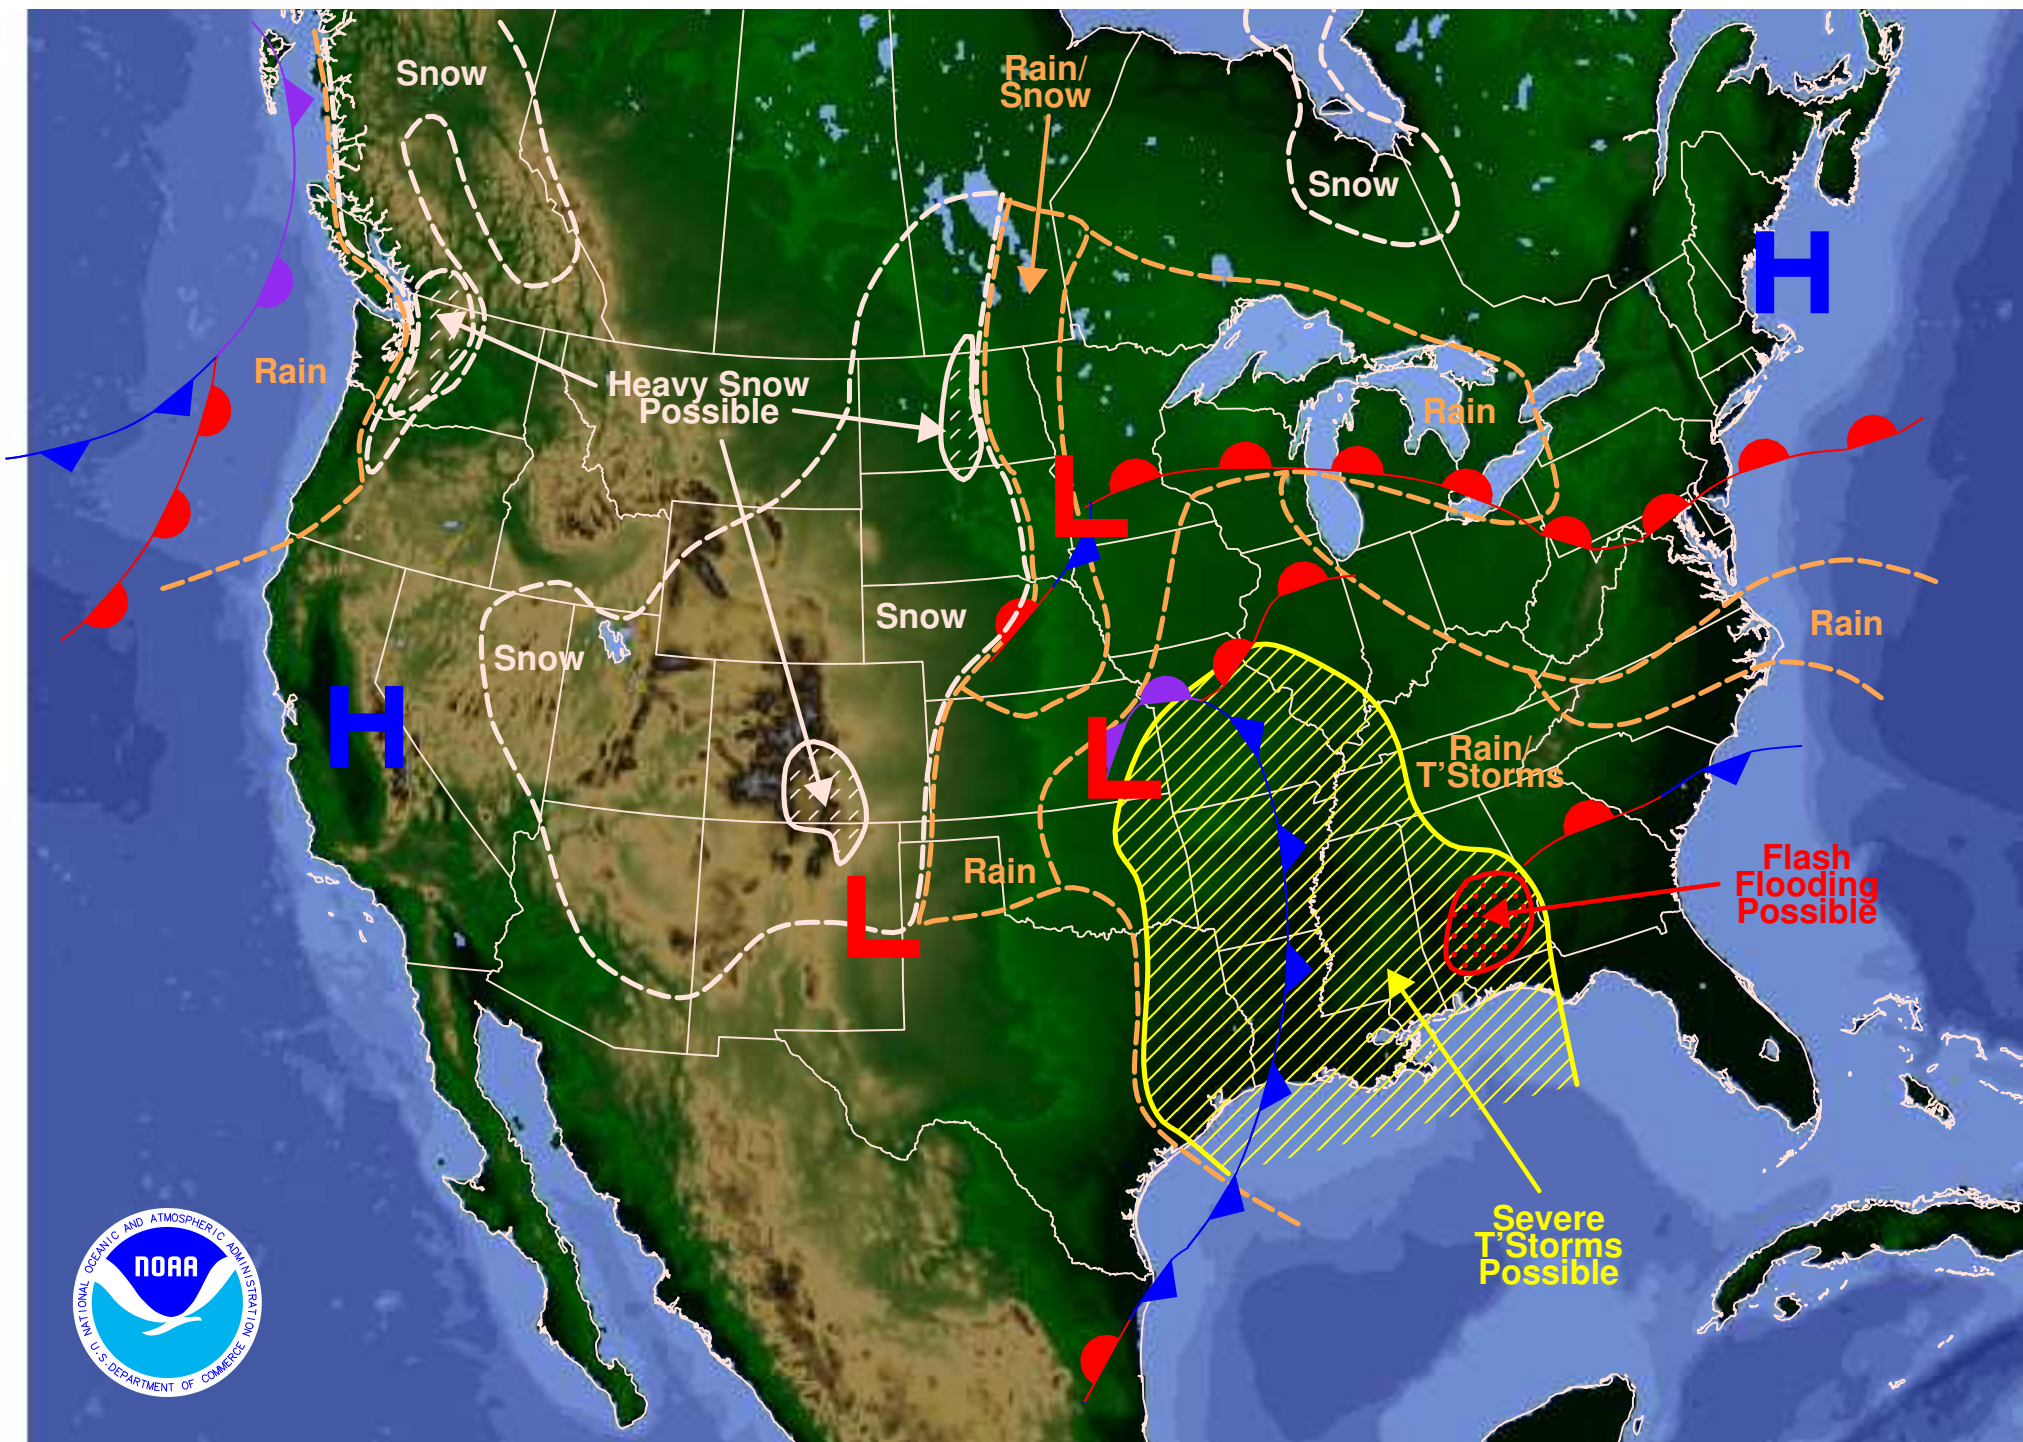 Snow
Rain/
Snow
Snow
H
Rain
Heavy Snow
Possible
Rain
L
Snow
Rain
Snow
H
L
Rain/
T'Storms
Rain
L
Flash
Flooding
Possible
Severe
T'Storms
Possible
NATIONAL OCEANIC AND ATMOSPHERIC ADMINISTRATION
NOAA
U.S. DEPARTMENT OF COMMERCE